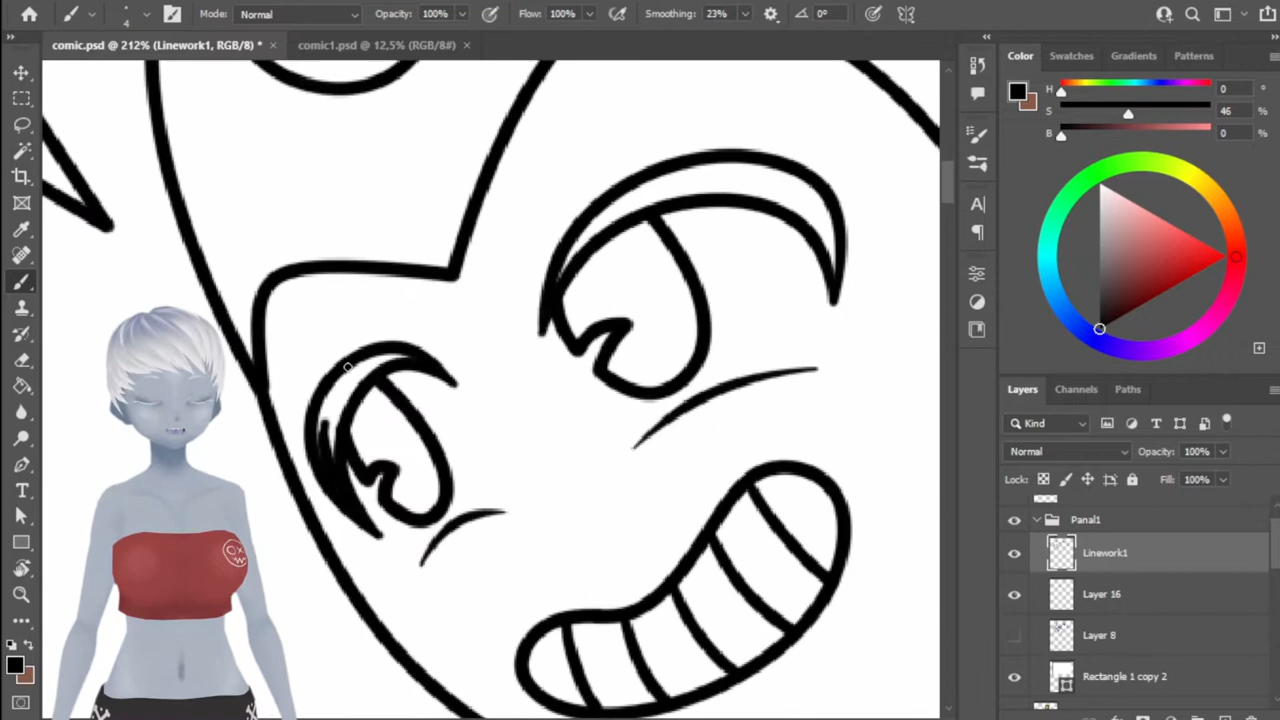 4 Mode: Normal Opacity: 100% Flow: 100% Smoothing: 23% 0°
comic.psd @ 212% (Linework1, RGB/8) * × comic1.psd @ 12,5% (RGB/8#) ×
Color Swatches Gradients Patterns
H 0 °
S 46 %
B 0 %
Layers Channels Paths
Kind
Normal Opacity: 100%
Lock: Fill: 100%
Panal1
Linework1
Layer 16
Layer 8
Rectangle 1 copy 2